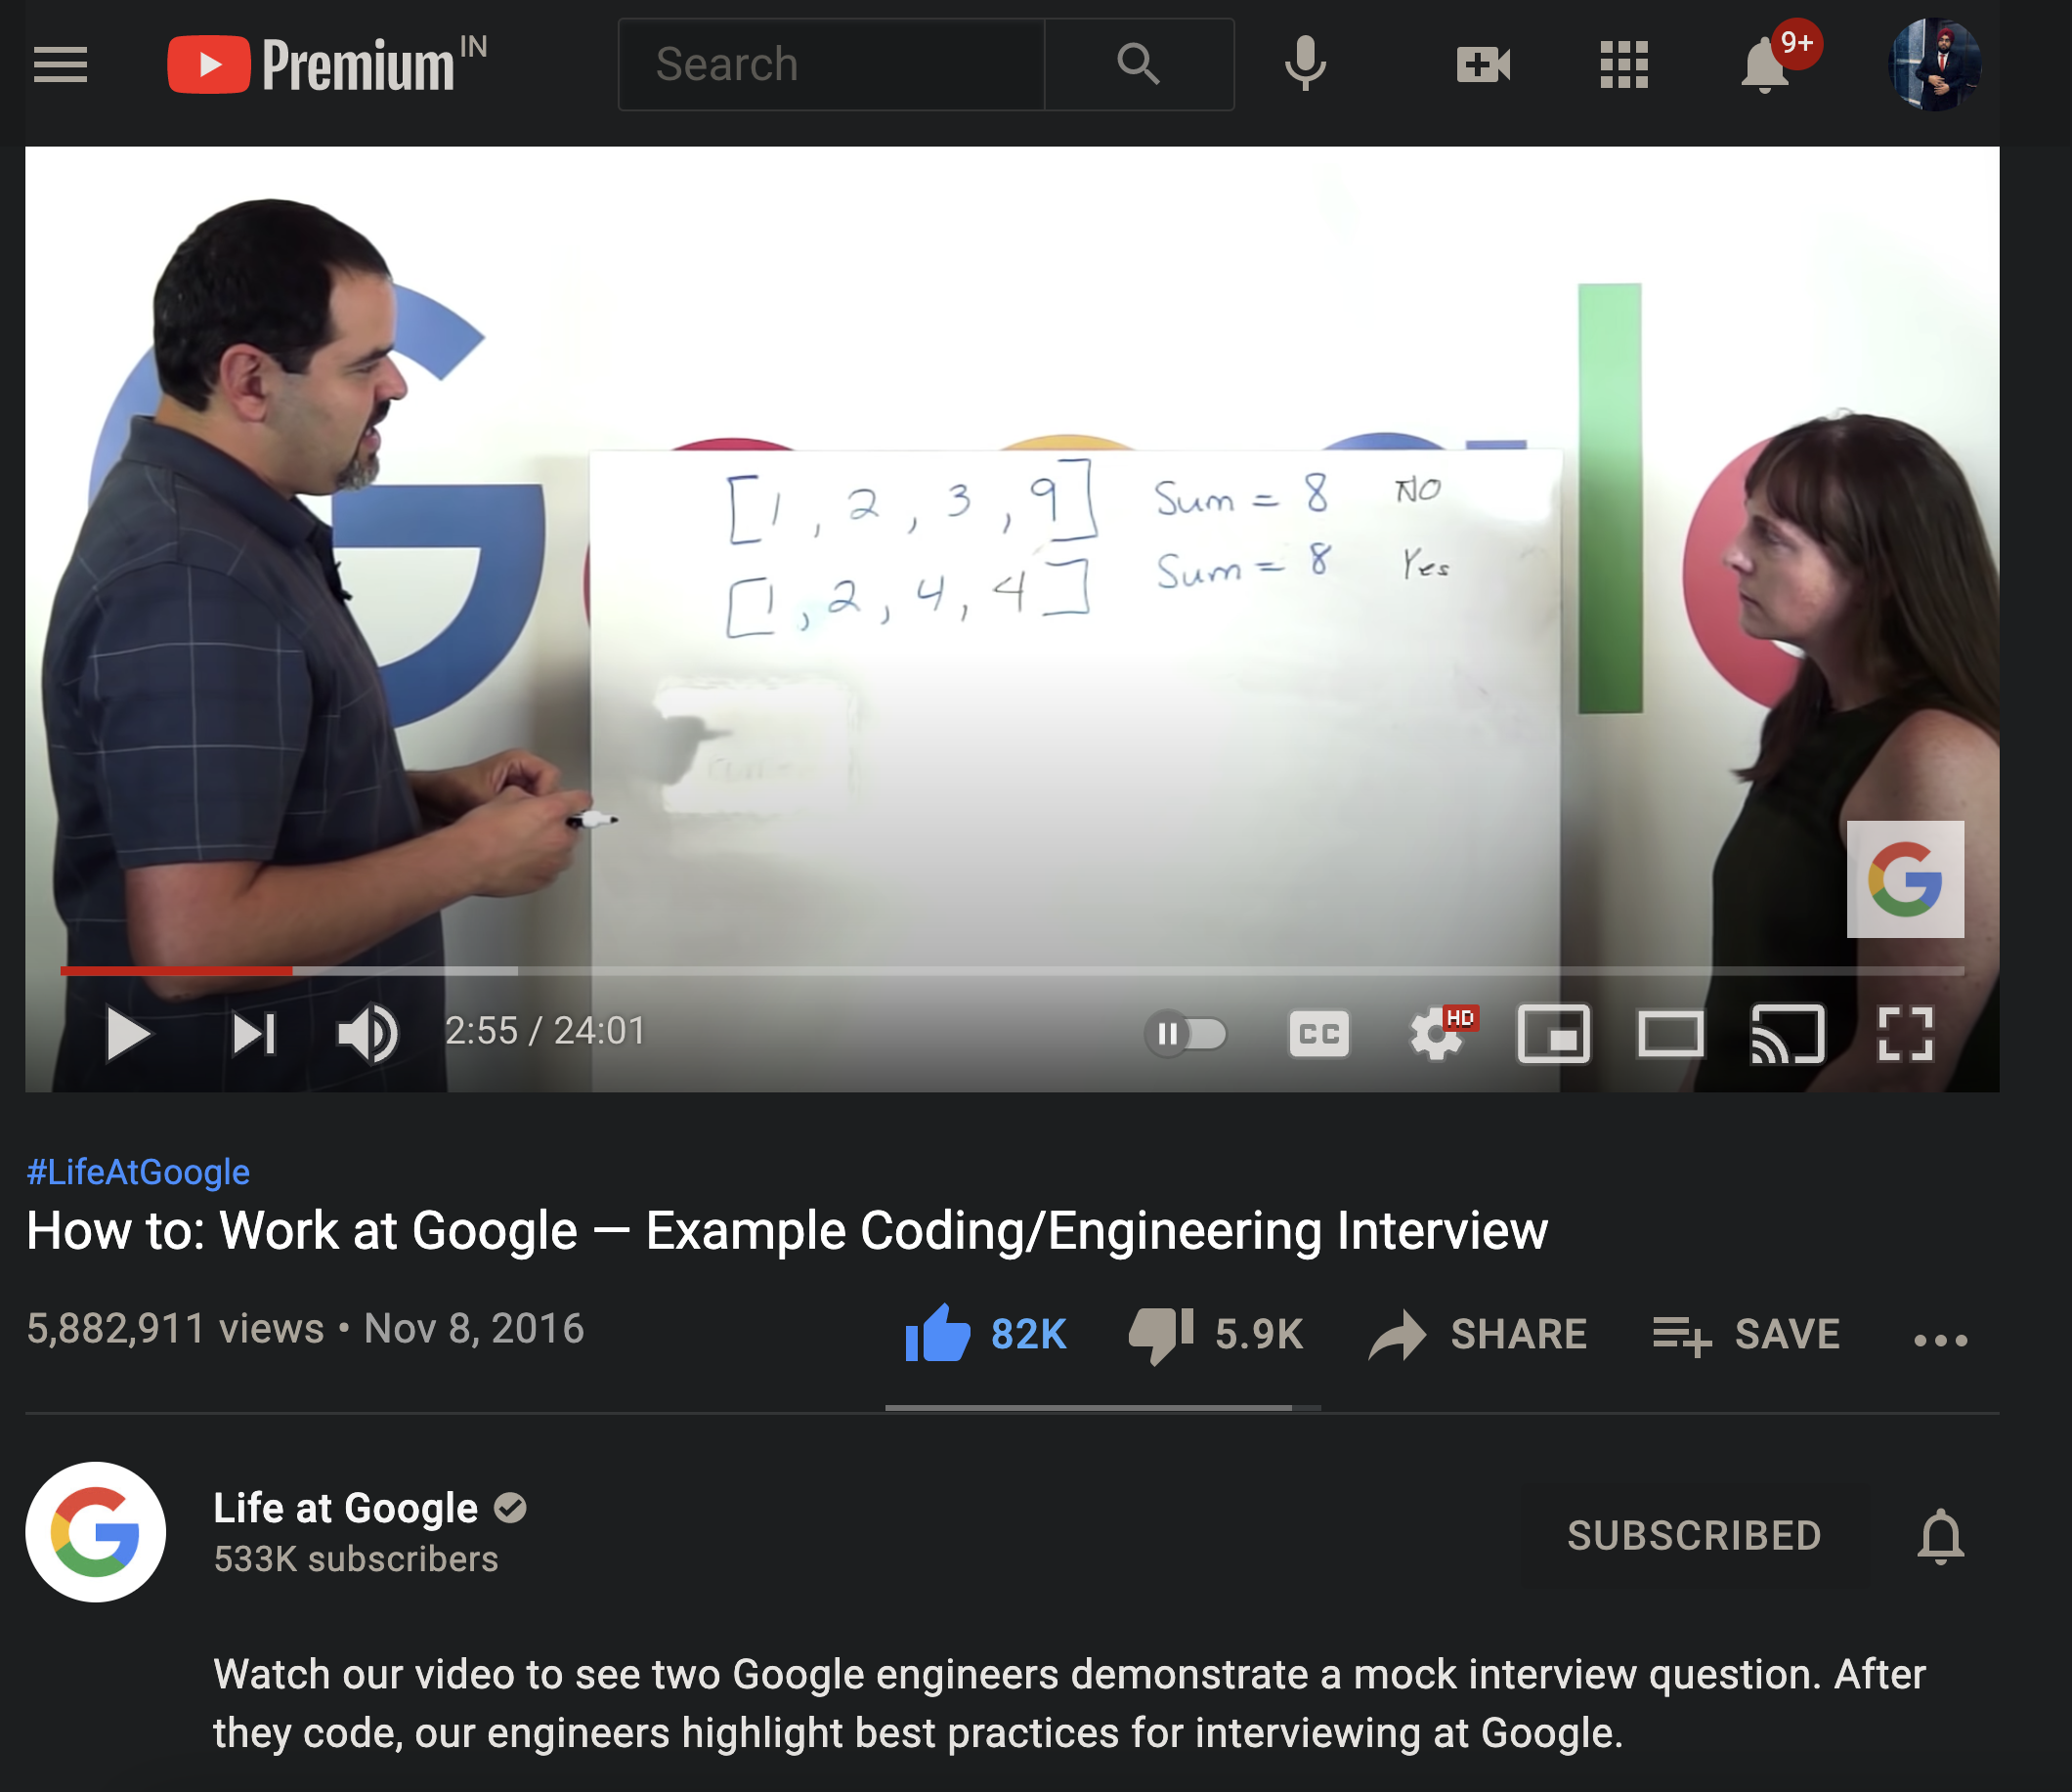 Premium IN
Search
9+
[1, 2, 3, 9] Sum = 8 NO
[1, 2, 4, 4] Sum = 8 Yes
2:55 / 24:01
CC
HD
#LifeAtGoogle
How to: Work at Google — Example Coding/Engineering Interview
5,882,911 views • Nov 8, 2016
82K
5.9K
SHARE
SAVE
Life at Google
533K subscribers
SUBSCRIBED
Watch our video to see two Google engineers demonstrate a mock interview question. After
they code, our engineers highlight best practices for interviewing at Google.